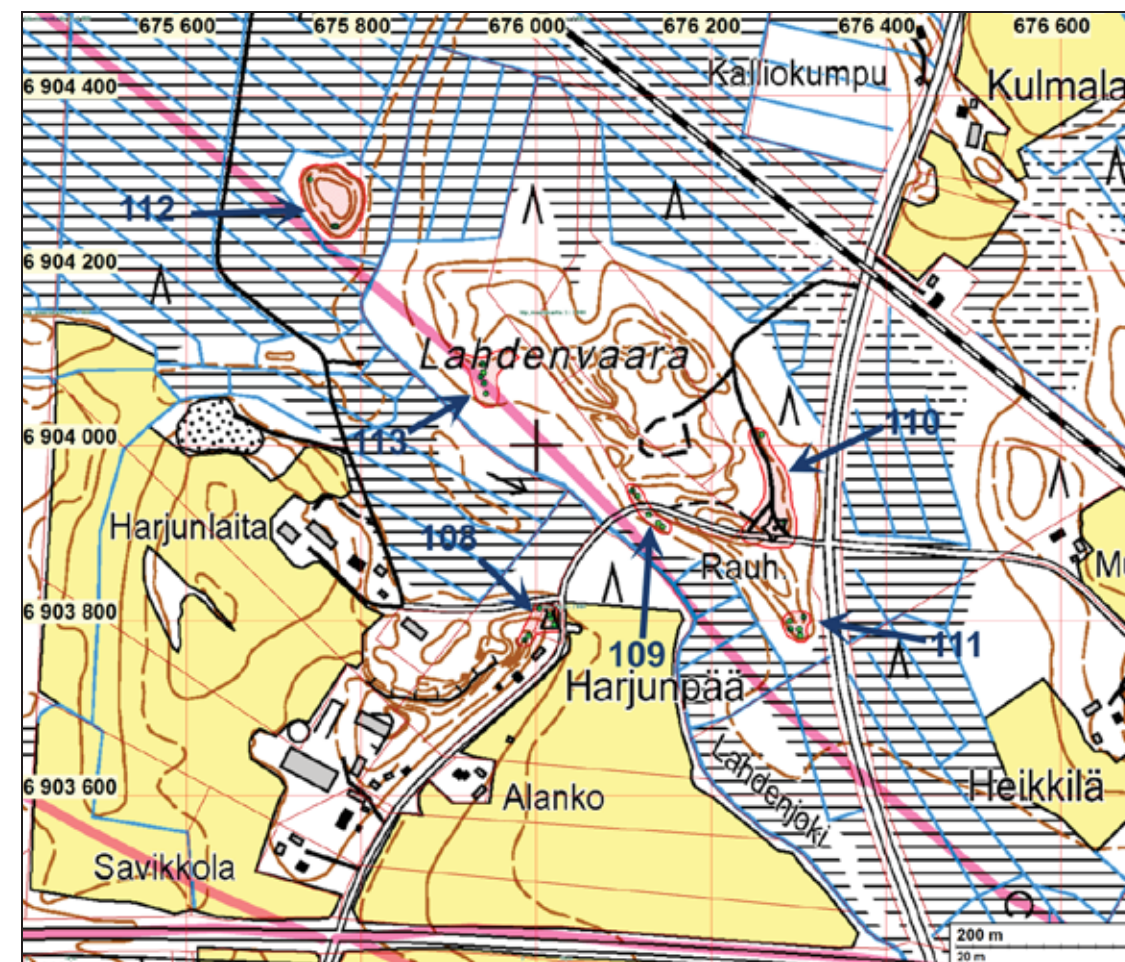 675 600 675 800 676 000 676 200 676 400 676 600
Kalliokumpu
Kulmala
6 904 400
112
6 904 200
Lahdenvaara
110
6 904 000
113
Harjunlaita
108
Rauh.
Mu
6 903 800
109
111
Harjunpää
Lahdenjoki
6 903 600
Alanko
Heikkilä
Savikkola
200 m
20 m